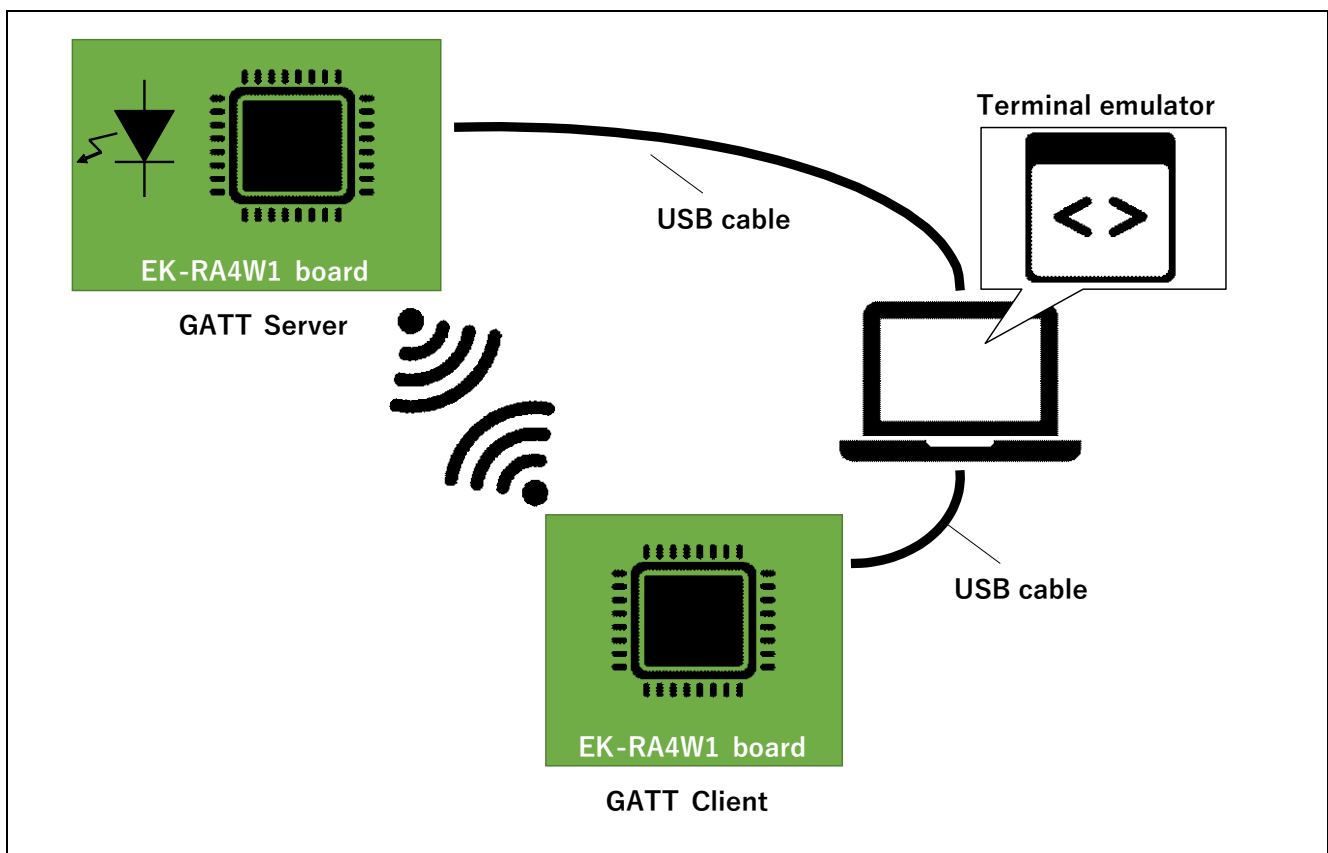 Terminal emulator
< >
USB cable
EK-RA4W1 board
GATT Server
USB cable
EK-RA4W1 board
GATT Client